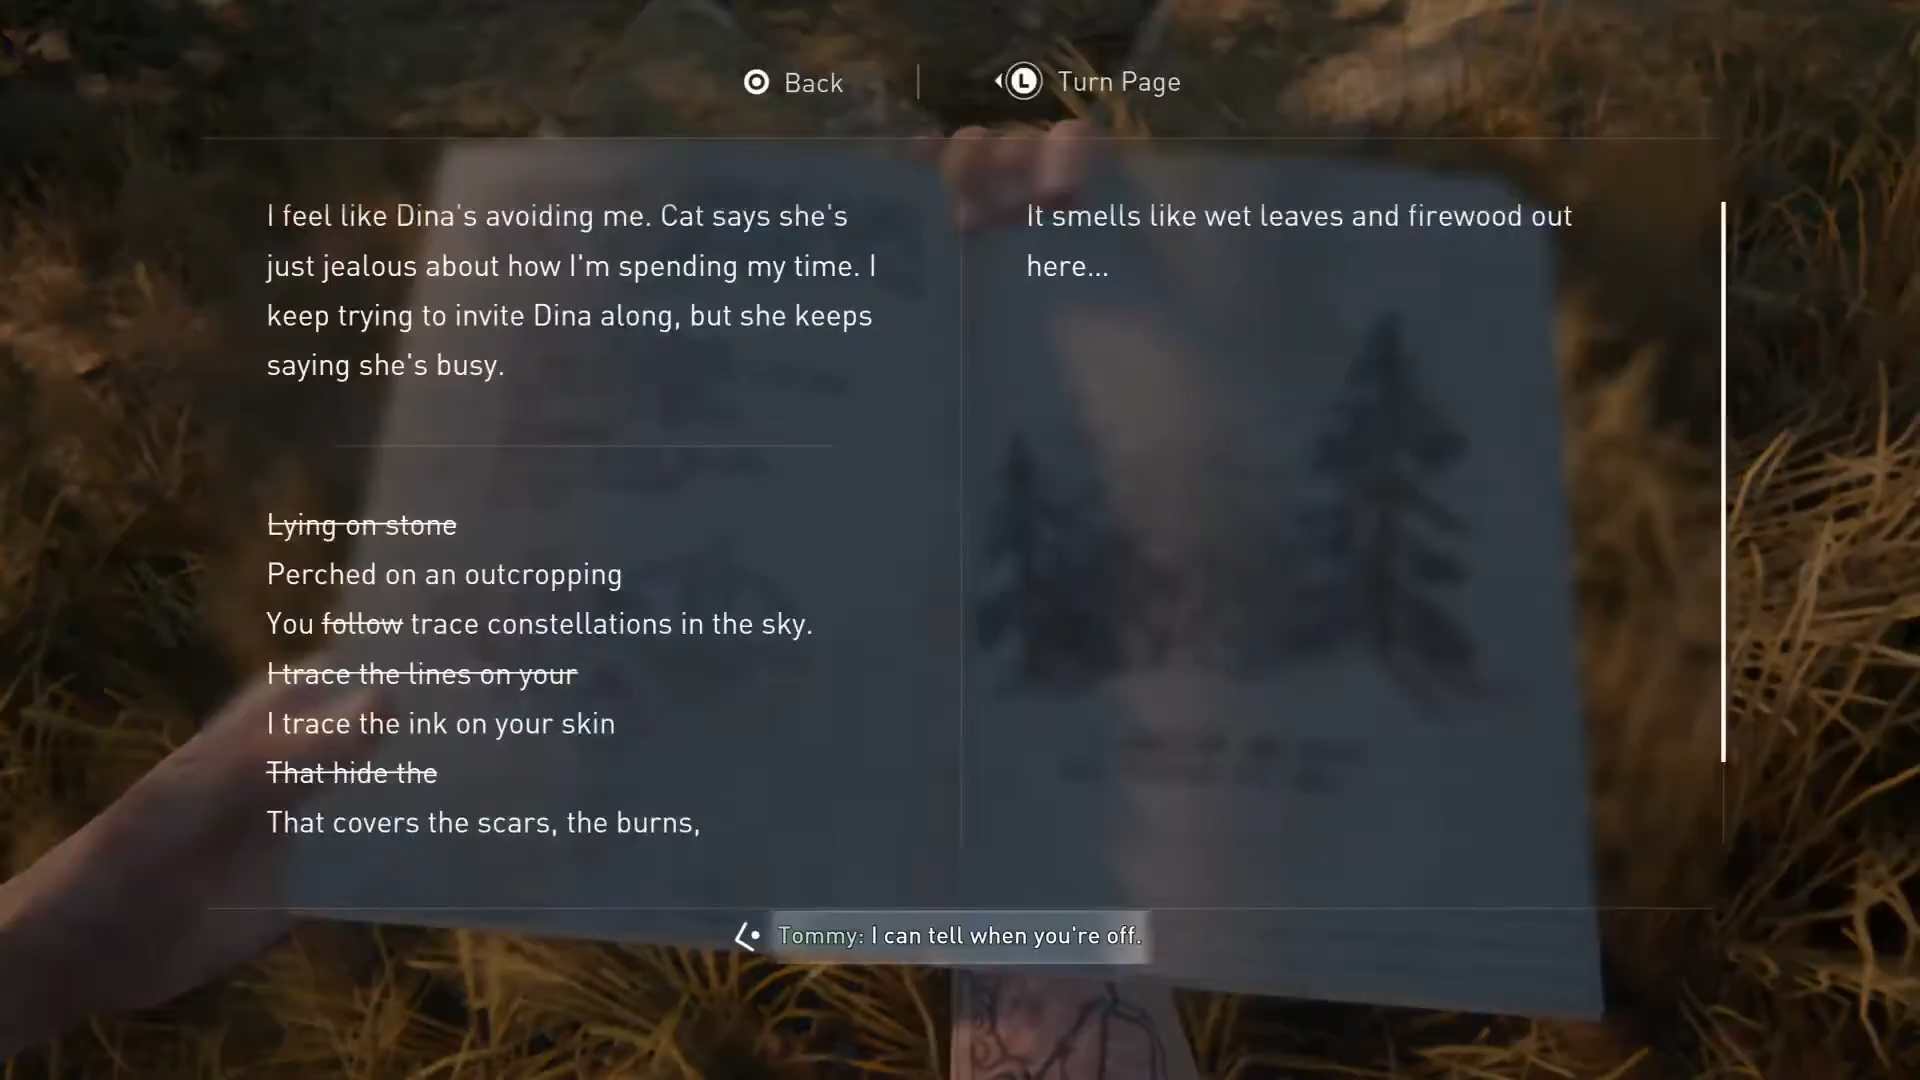 Back
L Turn Page
I feel like Dina's avoiding me. Cat says she's
just jealous about how I'm spending my time. I
keep trying to invite Dina along, but she keeps
saying she's busy.
Lying on stone
Perched on an outcropping
You follow trace constellations in the sky.
I trace the lines on your
I trace the ink on your skin
That hide the
That covers the scars, the burns,
It smells like wet leaves and firewood out
here...
Tommy: I can tell when you're off.